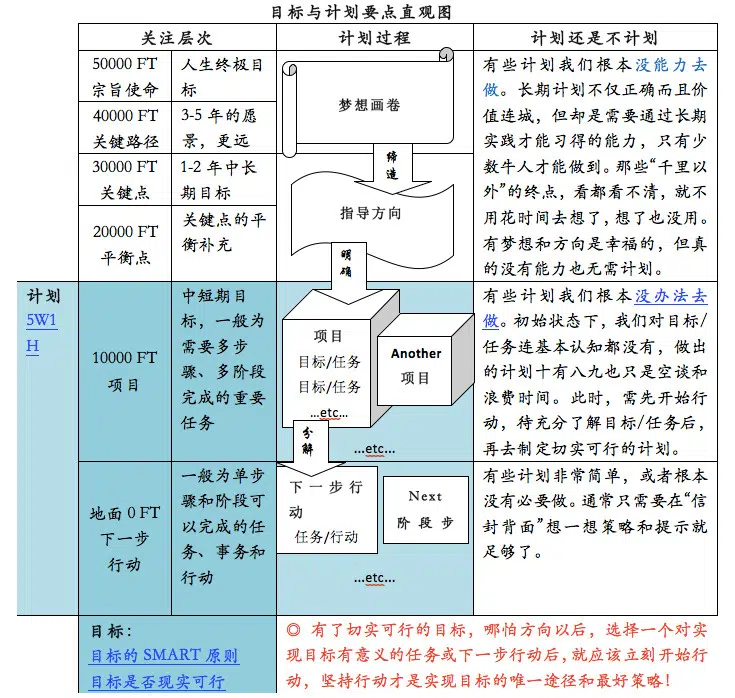 目标与计划要点直观图
关注层次
计划过程
计划还是不计划
50000 FT
宗旨使命
人生终极目
标
40000 FT
关键路径
3-5 年的愿
景，更远
30000 FT
关键点
1-2 年中长
期目标
20000 FT
平衡点
关键点的平
衡补充
梦想画卷
缔
造
指导方向
明
确
有些计划我们根本没能力去
做。长期计划不仅正确而且价
值连城，但却是需要通过长期
实践才能习得的能力，只有少
数牛人才能做到。那些“千里以
外”的终点，看都看不清，就不
用花时间去想了，想了也没用。
有梦想和方向是幸福的，但真
的没有能力也无需计划。
计划
5W1
H
10000 FT
项目
中短期目
标，一般为
需要多步
骤、多阶段
完成的重要
任务
项目
目标/任务
目标/任务
...etc...
Another
项目
分
解
...etc...
有些计划我们根本没办法去
做。初始状态下，我们对目标/
任务连基本认知都没有，做出
的计划十有八九也只是空谈和
浪费时间。此时，需先开始行
动，待充分了解目标/任务后，
再去制定切实可行的计划。
地面 0 FT
下一步
行动
一般为单步
骤和阶段可
以完成的任
务、事务和
行动
下一步行
动
任务/行动
Next
阶段步
...etc...
有些计划非常简单，或者根本
没有必要做。通常只需要在“信
封背面”想一想策略和提示就
足够了。
目标：
目标的 SMART 原则
目标是否现实可行
◎ 有了切实可行的目标，哪怕方向以后，选择一个对实
现目标有意义的任务或下一步行动后，就应该立刻开始行
动，坚持行动才是实现目标的唯一途径和最好策略！